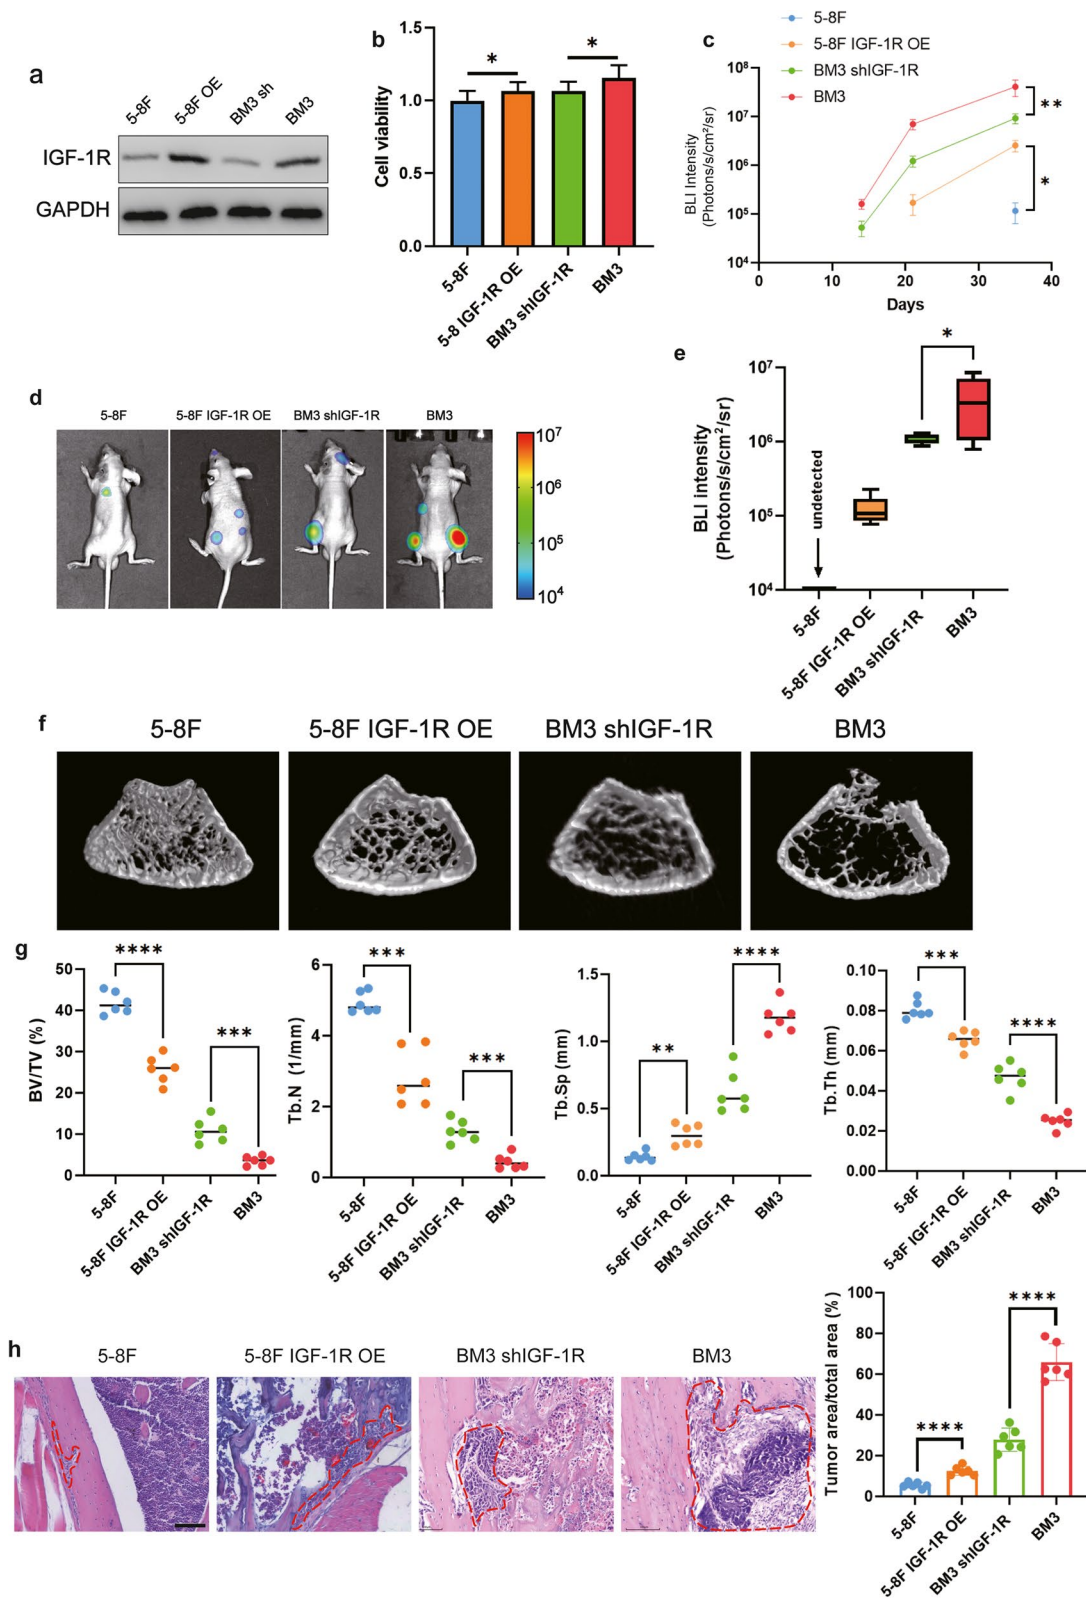 a
5-8F
5-8F OE
BM3 sh
BM3
IGF-1R
GAPDH
b
Cell viability
1.5
1.0
0.5
0.0
*
*
5-8F
5-8 IGF-1R OE
BM3 shIGF-1R
BM3
c
5-8F
5-8F IGF-1R OE
BM3 shIGF-1R
BM3
BLI Intensity
(Photons/s/cm²/sr)
10⁸
10⁷
10⁶
10⁵
10⁴
0
10
20
30
40
Days
**
*
d
5-8F
5-8F IGF-1R OE
BM3 shIGF-1R
BM3
10⁷
10⁶
10⁵
10⁴
e
BLI intensity
(Photons/s/cm²/sr)
10⁷
10⁶
10⁵
10⁴
undetected
*
5-8F
5-8F IGF-1R OE
BM3 shIGF-1R
BM3
f
5-8F
5-8F IGF-1R OE
BM3 shIGF-1R
BM3
g
BV/TV (%)
50
40
30
20
10
0
****
***
5-8F
5-8F IGF-1R OE
BM3 shIGF-1R
BM3
Tb.N (1/mm)
6
4
2
0
***
***
5-8F
5-8F IGF-1R OE
BM3 shIGF-1R
BM3
Tb.Sp (mm)
1.5
1.0
0.5
0.0
**
****
5-8F
5-8F IGF-1R OE
BM3 shIGF-1R
BM3
Tb.Th (mm)
0.10
0.08
0.06
0.04
0.02
0.00
***
****
5-8F
5-8F IGF-1R OE
BM3 shIGF-1R
BM3
h
5-8F
5-8F IGF-1R OE
BM3 shIGF-1R
BM3
Tumor area/total area (%)
100
80
60
40
20
0
****
****
5-8F
5-8F IGF-1R OE
BM3 shIGF-1R
BM3